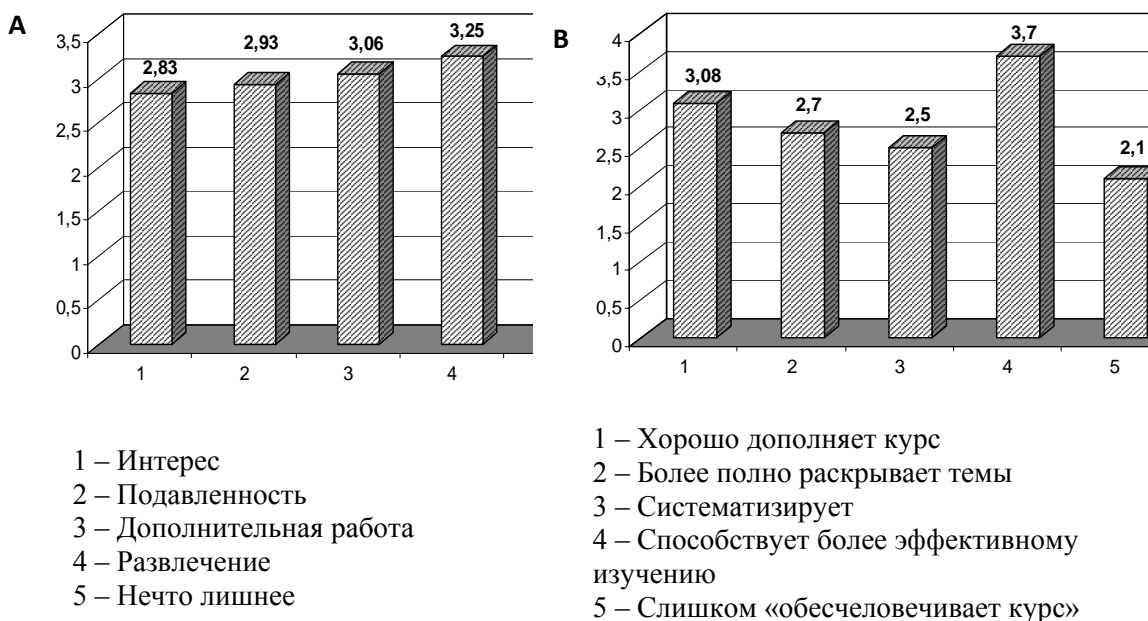 А
3,5
3
2,5
2
1,5
1
0,5
0
2,83
2,93
3,06
3,25
1
2
3
4
1 – Интерес
2 – Подавленность
3 – Дополнительная работа
4 – Развлечение
5 – Нечто лишнее
В
4
3,5
3
2,5
2
1,5
1
0,5
0
3,08
2,7
2,5
3,7
2,1
1
2
3
4
5
1 – Хорошо дополняет курс
2 – Более полно раскрывает темы
3 – Систематизирует
4 – Способствует более эффективному
изучению
5 – Слишком «обесчеловечивает курс»